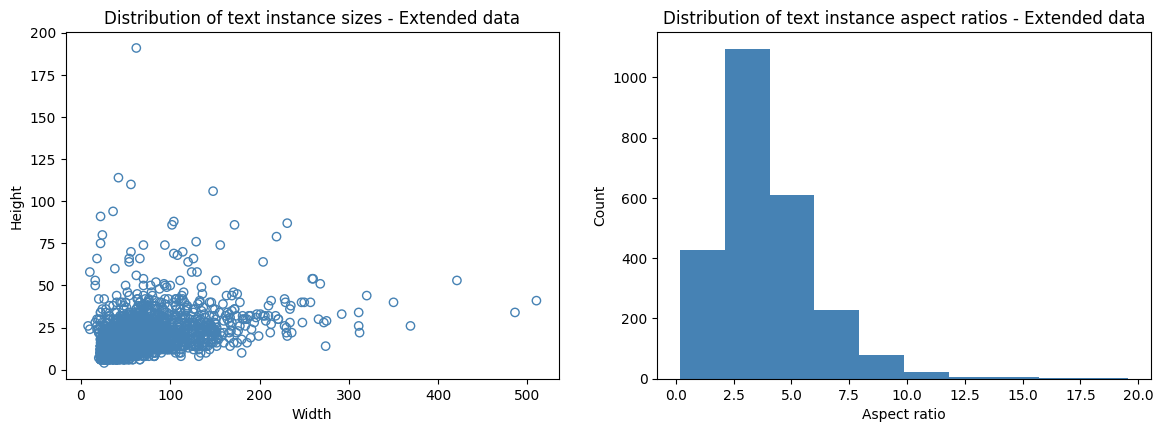 Distribution of text instance sizes - Extended data
200
175
150
125
100
75
50
25
0
Height
0 100 200 300 400 500
Width
Distribution of text instance aspect ratios - Extended data
1000
800
600
400
200
0
Count
0.0 2.5 5.0 7.5 10.0 12.5 15.0 17.5 20.0
Aspect ratio